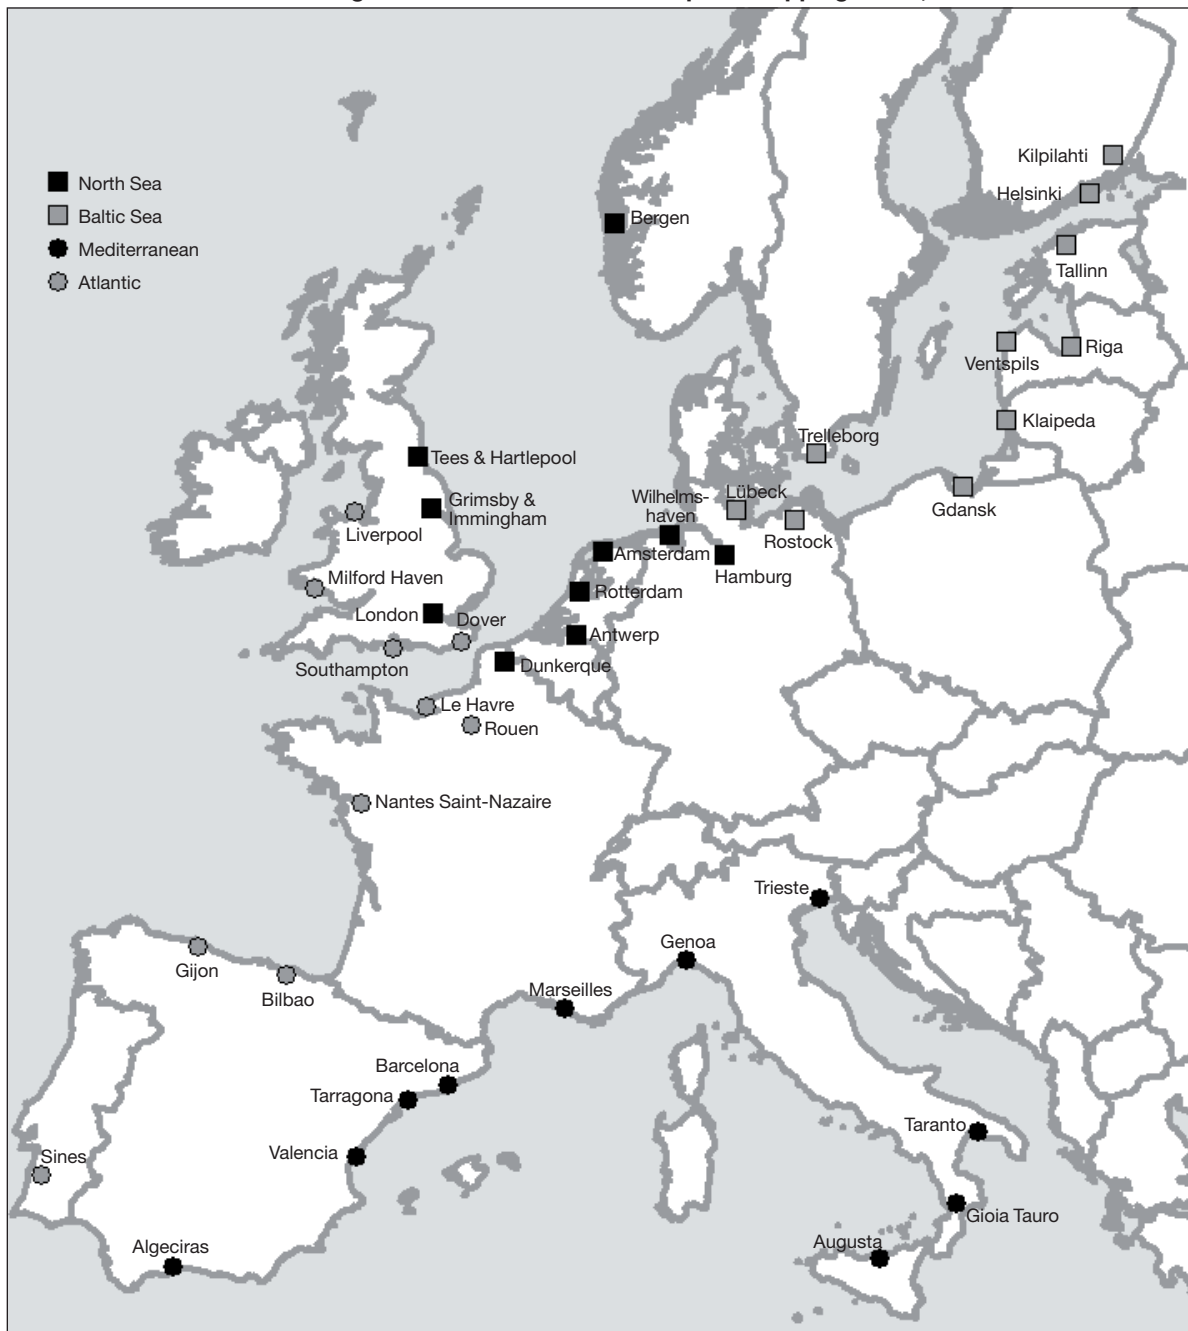 North Sea
Baltic Sea
Mediterranean
Atlantic
Kilpilahti
Helsinki
Bergen
Tallinn
Ventspils
Riga
Klaipeda
Trelleborg
Tees & Hartlepool
Lübeck
Wilhelms-
haven
Gdansk
Grimsby &
Immingham
Rostock
Liverpool
Amsterdam
Hamburg
Milford Haven
Rotterdam
London
Dover
Antwerp
Southampton
Dunkerque
Le Havre
Rouen
Nantes Saint-Nazaire
Trieste
Genoa
Gijon
Bilbao
Marseilles
Barcelona
Tarragona
Taranto
Valencia
Sines
Gioia Tauro
Algeciras
Augusta